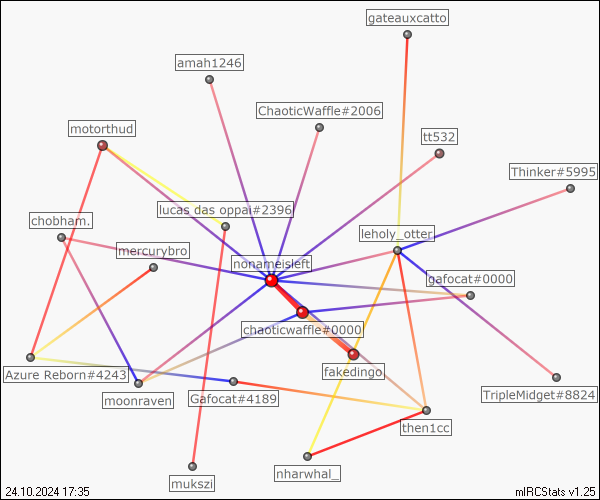 gateauxcatto
amah1246
ChaoticWaffle#2006
motorthud
tt532
Thinker#5995
lucas das oppai#2396
chobham.
leholy_otter
mercurybro
nonameisleft
gafocat#0000
chaoticwaffle#0000
fakedingo
Azure Reborn#4243
moonraven
Gafocat#4189
TripleMidget#8824
then1cc
nharwhal_
mukszi
24.10.2024 17:35
mIRCStats v1.25